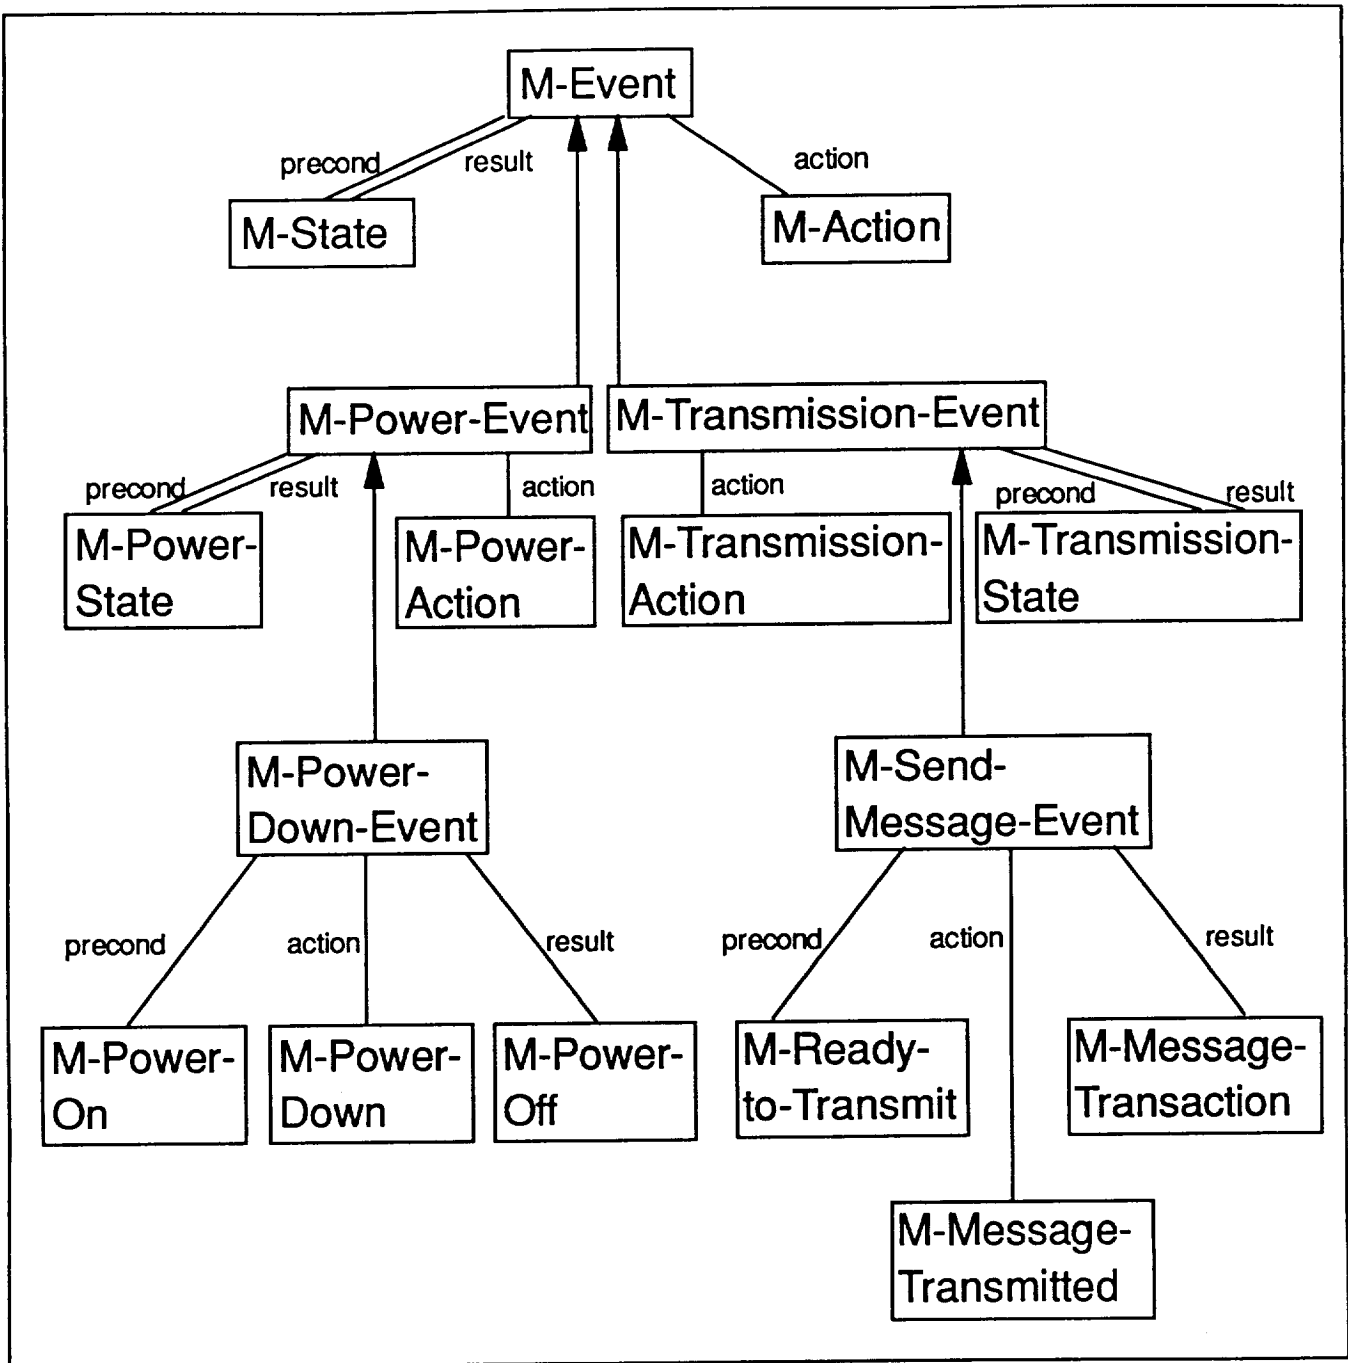 M-Event
precond
result
action
M-State
M-Action
M-Power-Event
M-Transmission-Event
precond
result
action
action
precond
result
M-Power-
State
M-Power-
Action
M-Transmission-
Action
M-Transmission-
State
M-Power-
Down-Event
M-Send-
Message-Event
precond
action
result
precond
action
result
M-Power-
On
M-Power-
Down
M-Power-
Off
M-Ready-
to-Transmit
M-Message-
Transaction
M-Message-
Transmitted